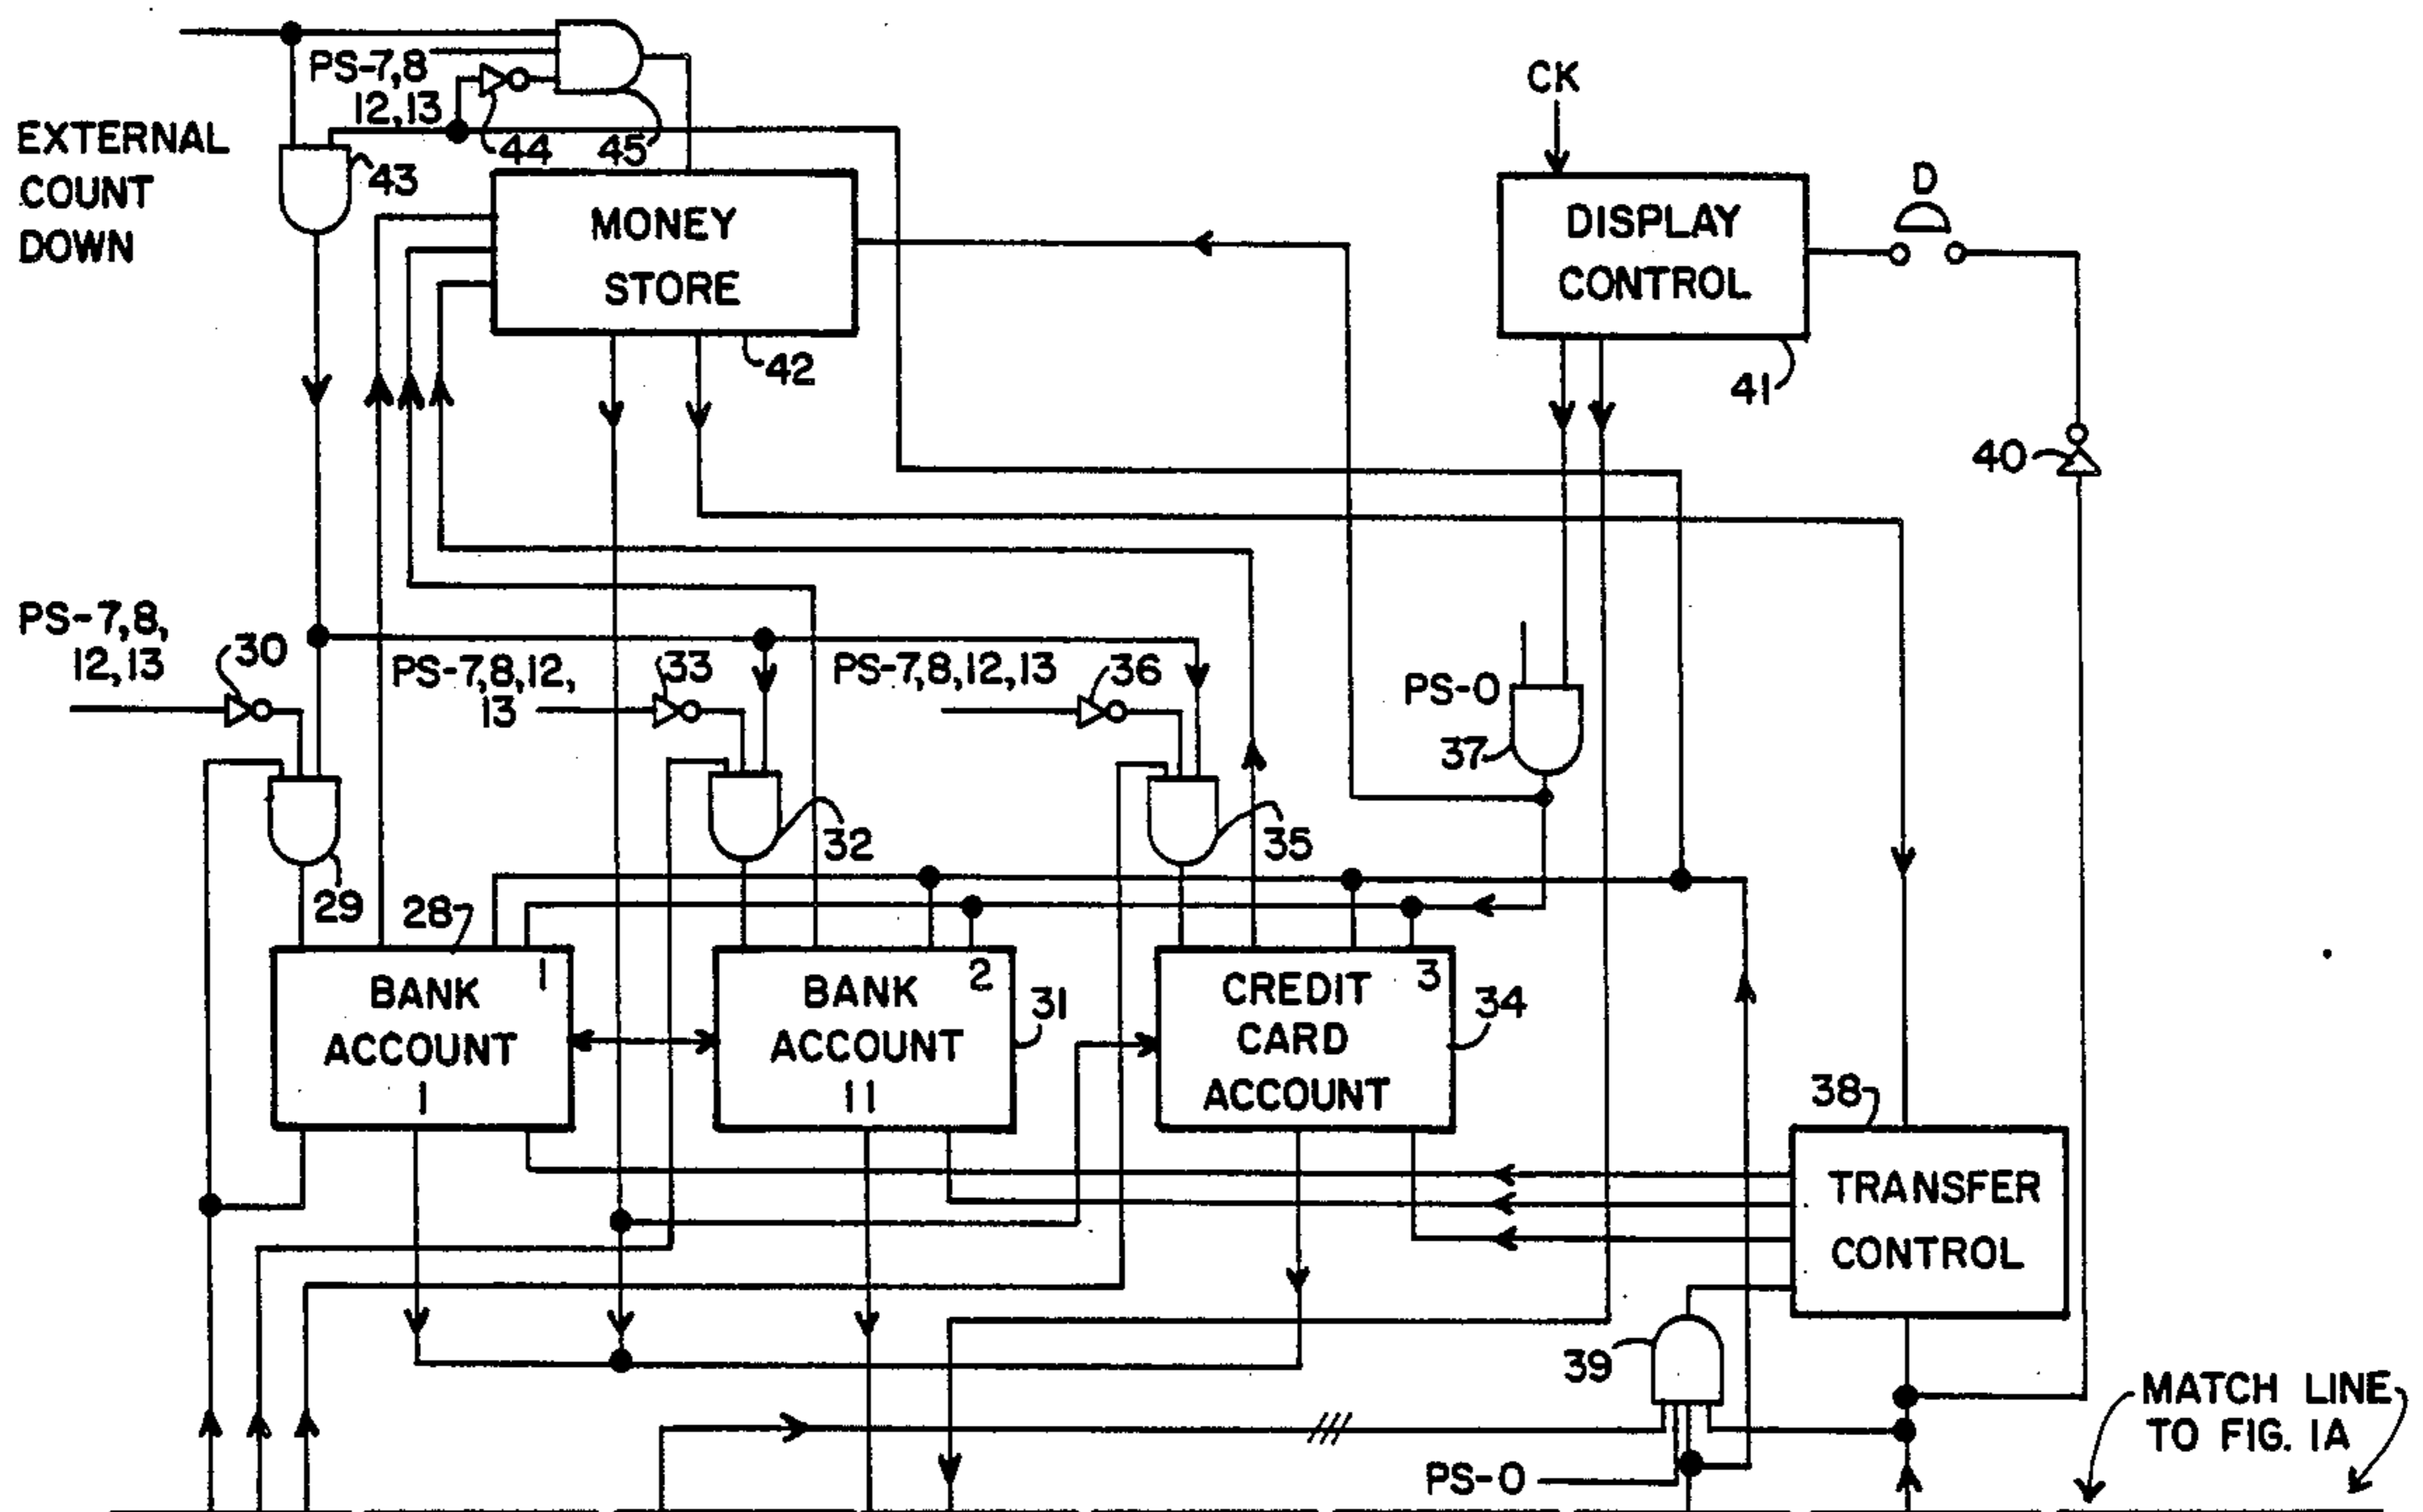 PS-7,8
12,13
CK
EXTERNAL
COUNT
DOWN
43
44
45
D
MONEY
STORE
DISPLAY
CONTROL
42
41
40
PS-7,8,
12,13
30
PS-7,8,12,
13
33
PS-7,8,12,13
36
PS-0
37
32
35
29
28
1
BANK
ACCOUNT
I
2
BANK
ACCOUNT
II
31
3
CREDIT
CARD
ACCOUNT
34
38
TRANSFER
CONTROL
39
PS-0
MATCH LINE
TO FIG. 1A